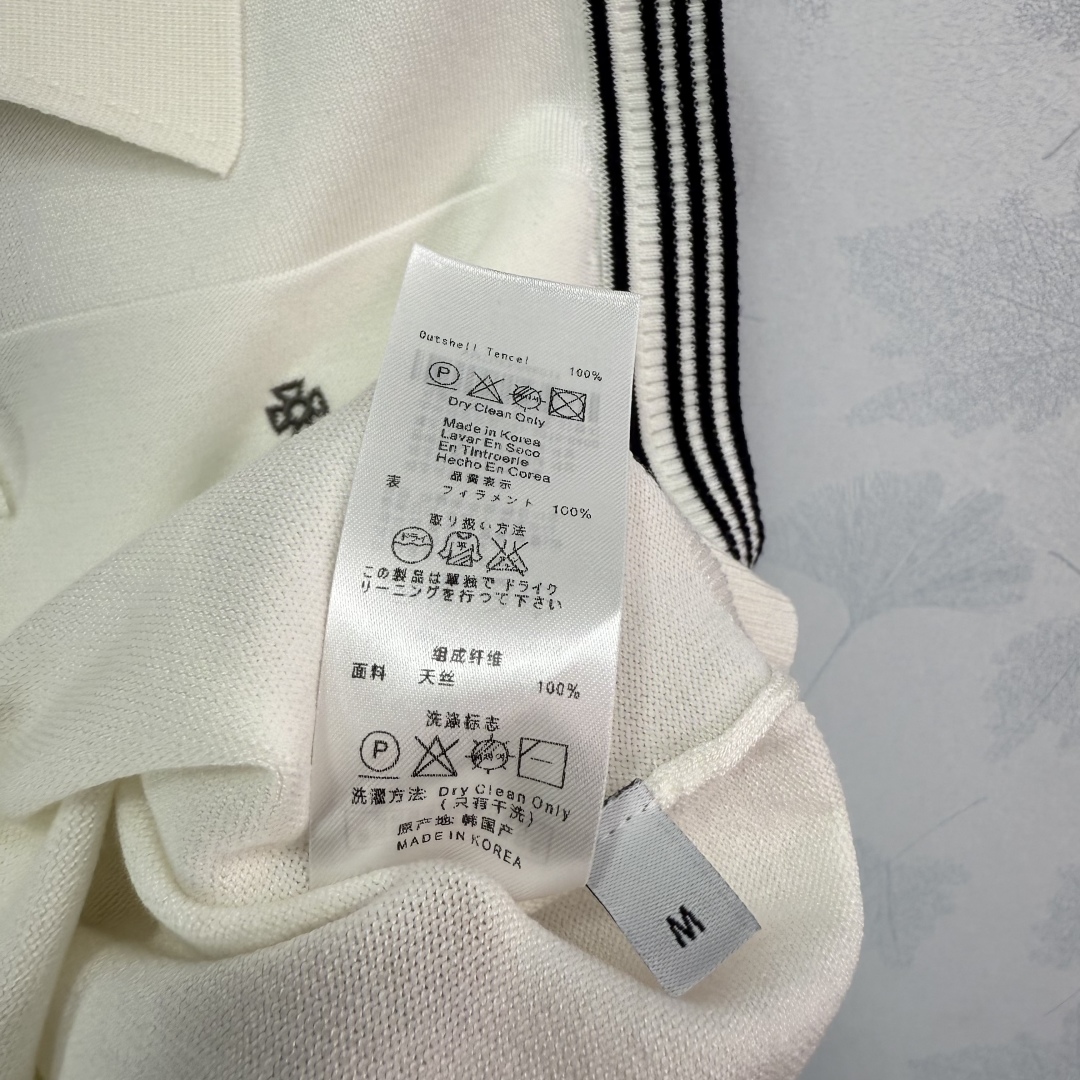 Outshell Tencel 100%
P
Dry Clean Only
Made in Korea
Lavar En Saco
En Tintroerie
Hecho En Corea
品質表示
表 フィラメント 100%
取り扱い方法
ドライ
この製品は単独で ドライク
リーニングを行って下さい
组成纤维
面料 天丝 100%
洗涤标志
P
洗濯方法: Dry Clean Only
(只荐干洗)
原产地: 韩国产
MADE IN KOREA
M